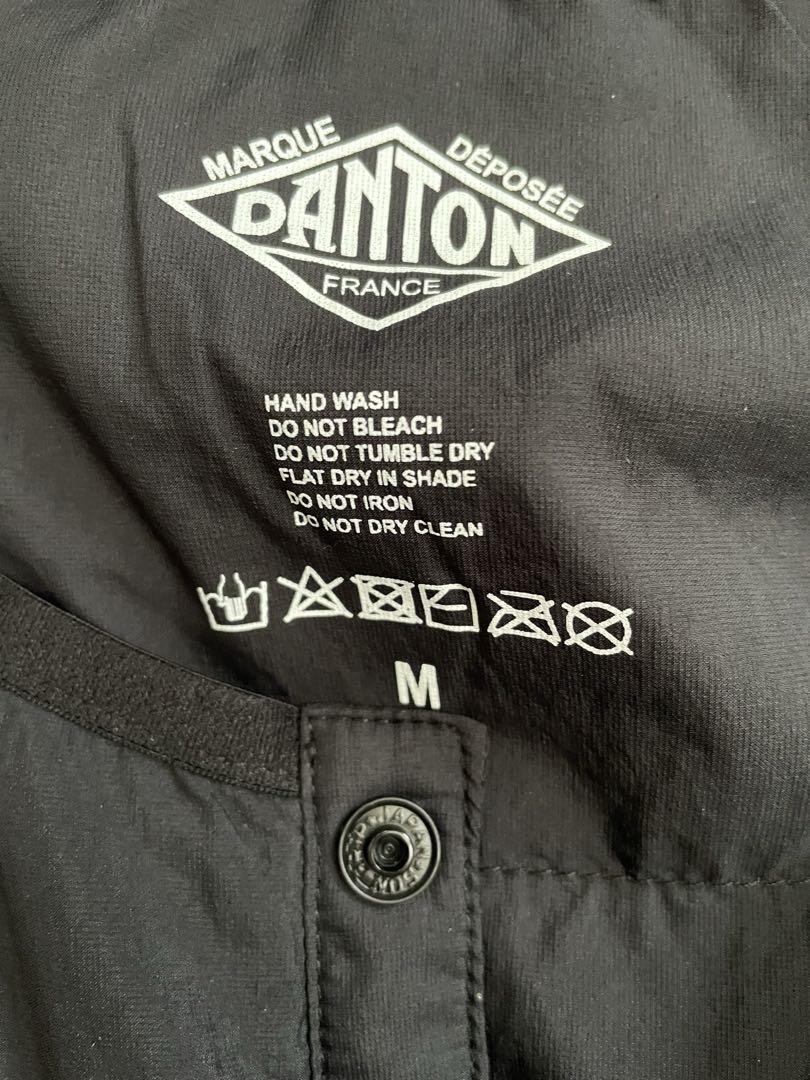 MARQUE DÉPOSÉE
DANTON
FRANCE
HAND WASH
DO NOT BLEACH
DO NOT TUMBLE DRY
FLAT DRY IN SHADE
DO NOT IRON
DO NOT DRY CLEAN
M
JAPAN